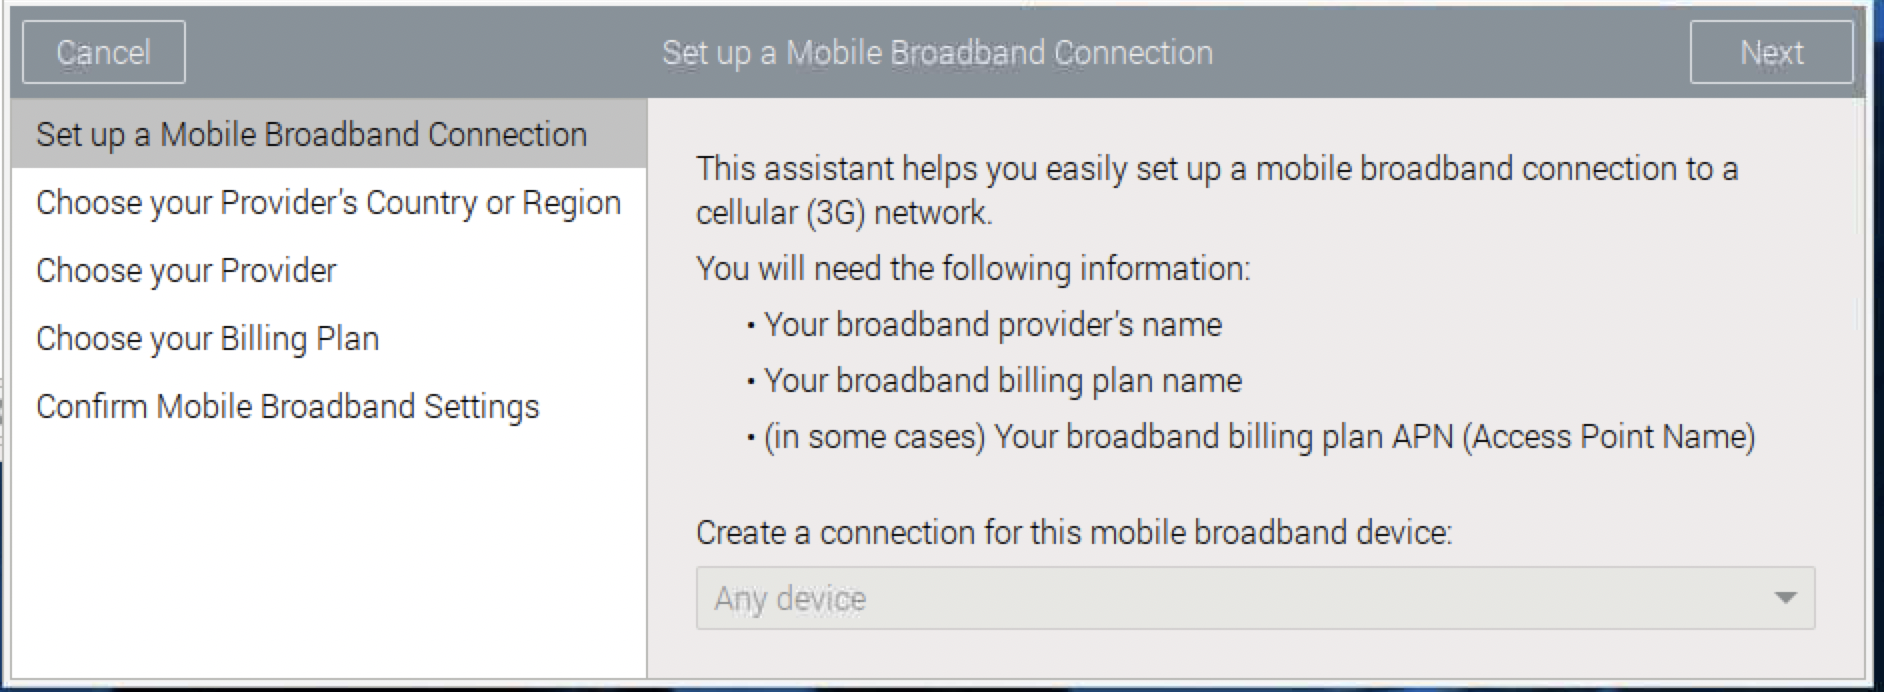 Cancel
Set up a Mobile Broadband Connection
Next
Set up a Mobile Broadband Connection
Choose your Provider's Country or Region
Choose your Provider
Choose your Billing Plan
Confirm Mobile Broadband Settings
This assistant helps you easily set up a mobile broadband connection to a
cellular (3G) network.
You will need the following information:
• Your broadband provider's name
• Your broadband billing plan name
• (in some cases) Your broadband billing plan APN (Access Point Name)
Create a connection for this mobile broadband device:
Any device